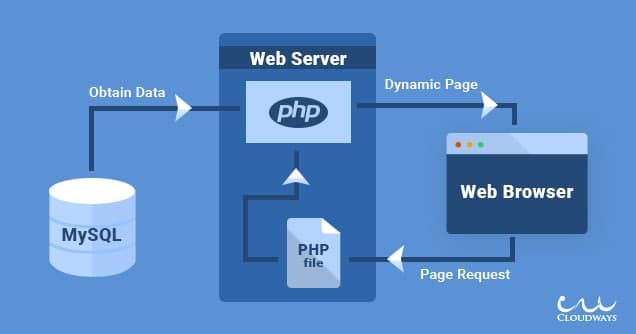 Web Server
Obtain Data
php
Dynamic Page
Web Browser
MySQL
PHP
file
Page Request
CLOUDWAYS